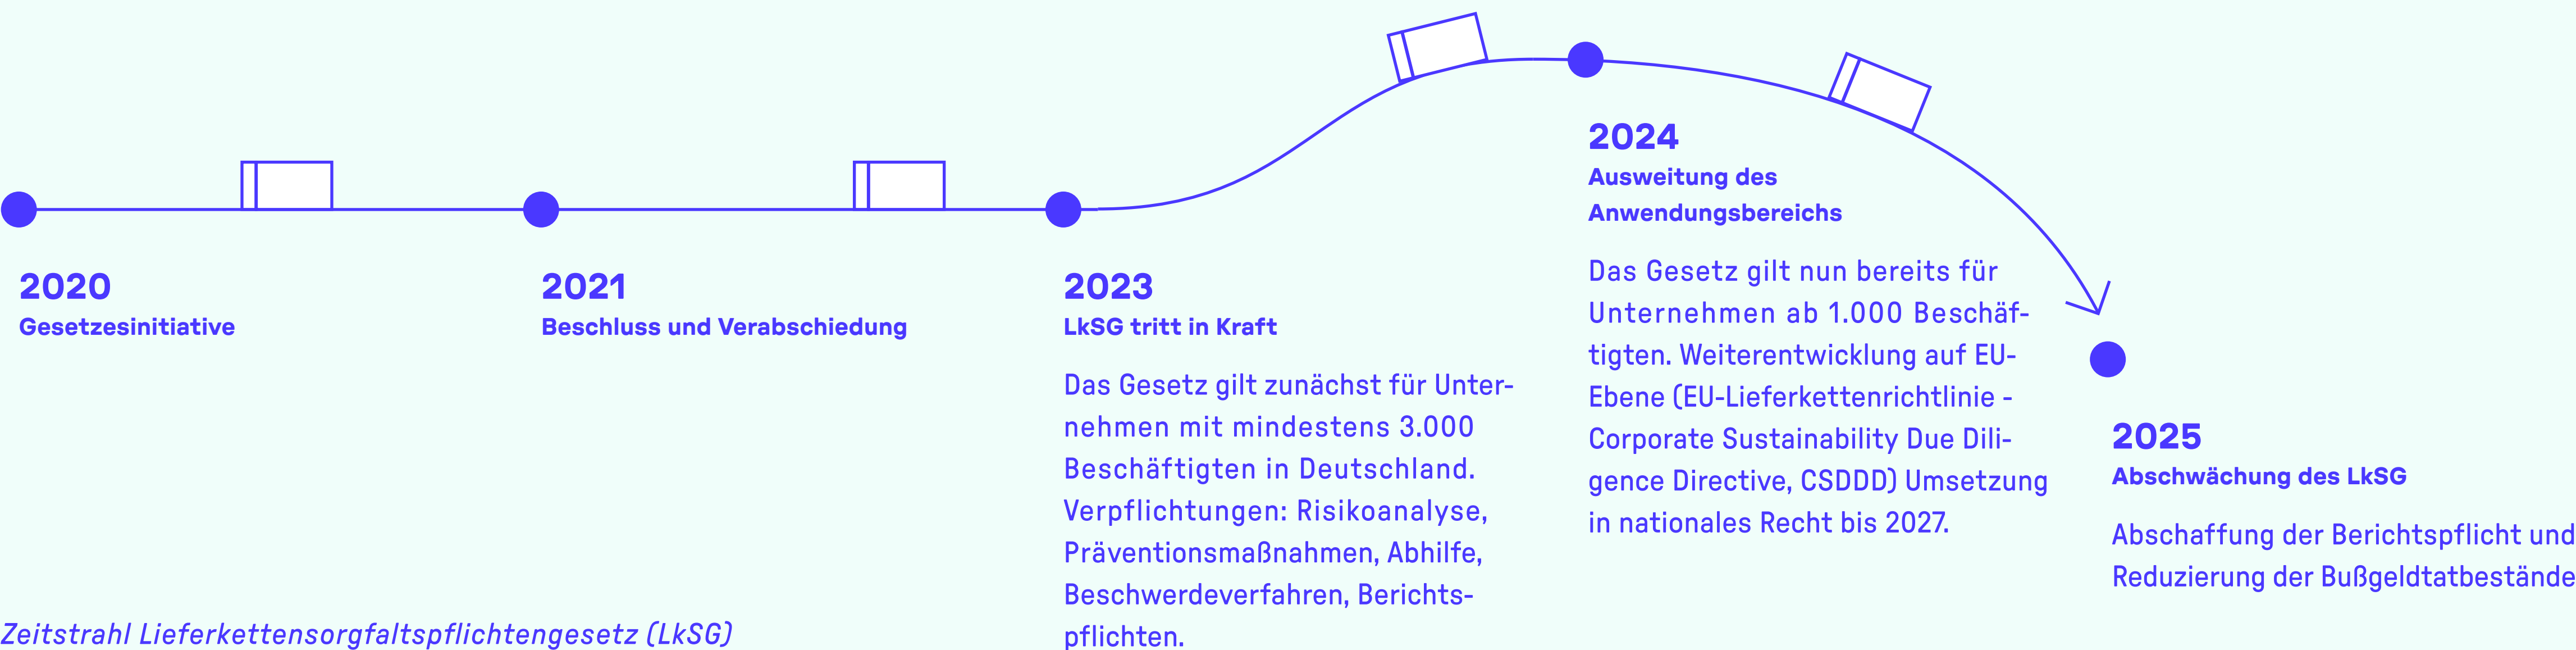 2020
Gesetzesinitiative
2021
Beschluss und Verabschiedung
2023
LkSG tritt in Kraft
Das Gesetz gilt zunächst für Unter-
nehmen mit mindestens 3.000
Beschäftigten in Deutschland.
Verpflichtungen: Risikoanalyse,
Präventionsmaßnahmen, Abhilfe,
Beschwerdeverfahren, Berichts-
pflichten.
2024
Ausweitung des
Anwendungsbereichs
Das Gesetz gilt nun bereits für
Unternehmen ab 1.000 Beschäf-
tigten. Weiterentwicklung auf EU-
Ebene (EU-Lieferkettenrichtlinie -
Corporate Sustainability Due Dili-
gence Directive, CSDDD) Umsetzung
in nationales Recht bis 2027.
2025
Abschwächung des LkSG
Abschaffung der Berichtspflicht und
Reduzierung der Bußgeldtatbestände
Zeitstrahl Lieferkettensorgfaltspflichtengesetz (LkSG)